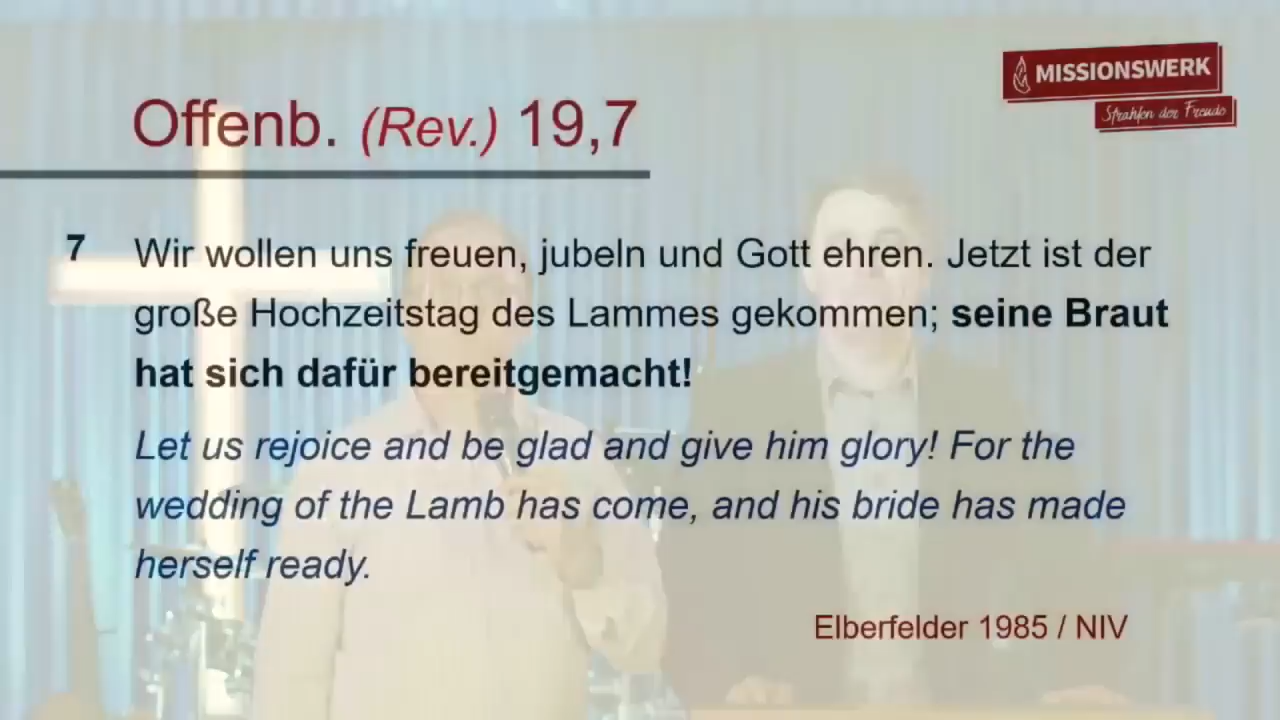 MISSIONSWERK
Strahlen der Freude
Offenb. (Rev.) 19,7
7 Wir wollen uns freuen, jubeln und Gott ehren. Jetzt ist der
große Hochzeitstag des Lammes gekommen; seine Braut
hat sich dafür bereitgemacht!
Let us rejoice and be glad and give him glory! For the
wedding of the Lamb has come, and his bride has made
herself ready.
Elberfelder 1985 / NIV